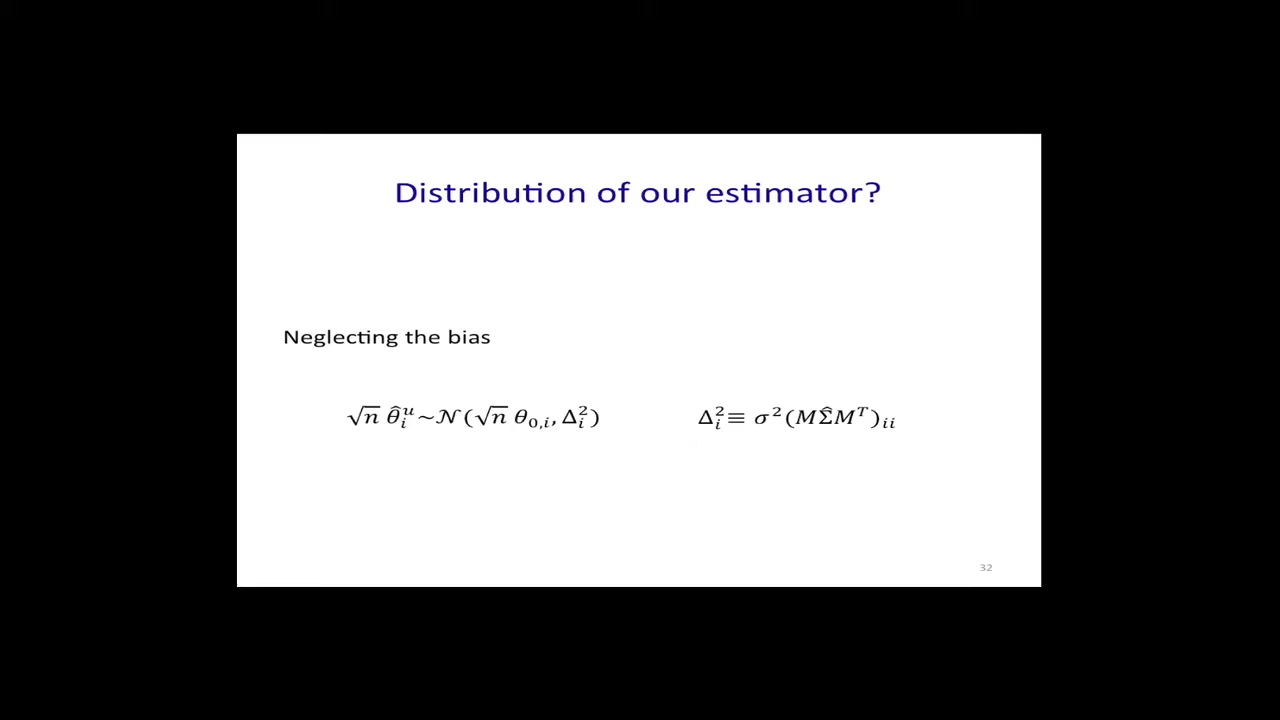 Distribution of our estimator?
Neglecting the bias
√n θ̂ᵢᵘ ~ 𝒩(√n θ₀,ᵢ, Δᵢ²) Δᵢ² ≡ σ²(MΣ̂Mᵀ)ᵢᵢ
32